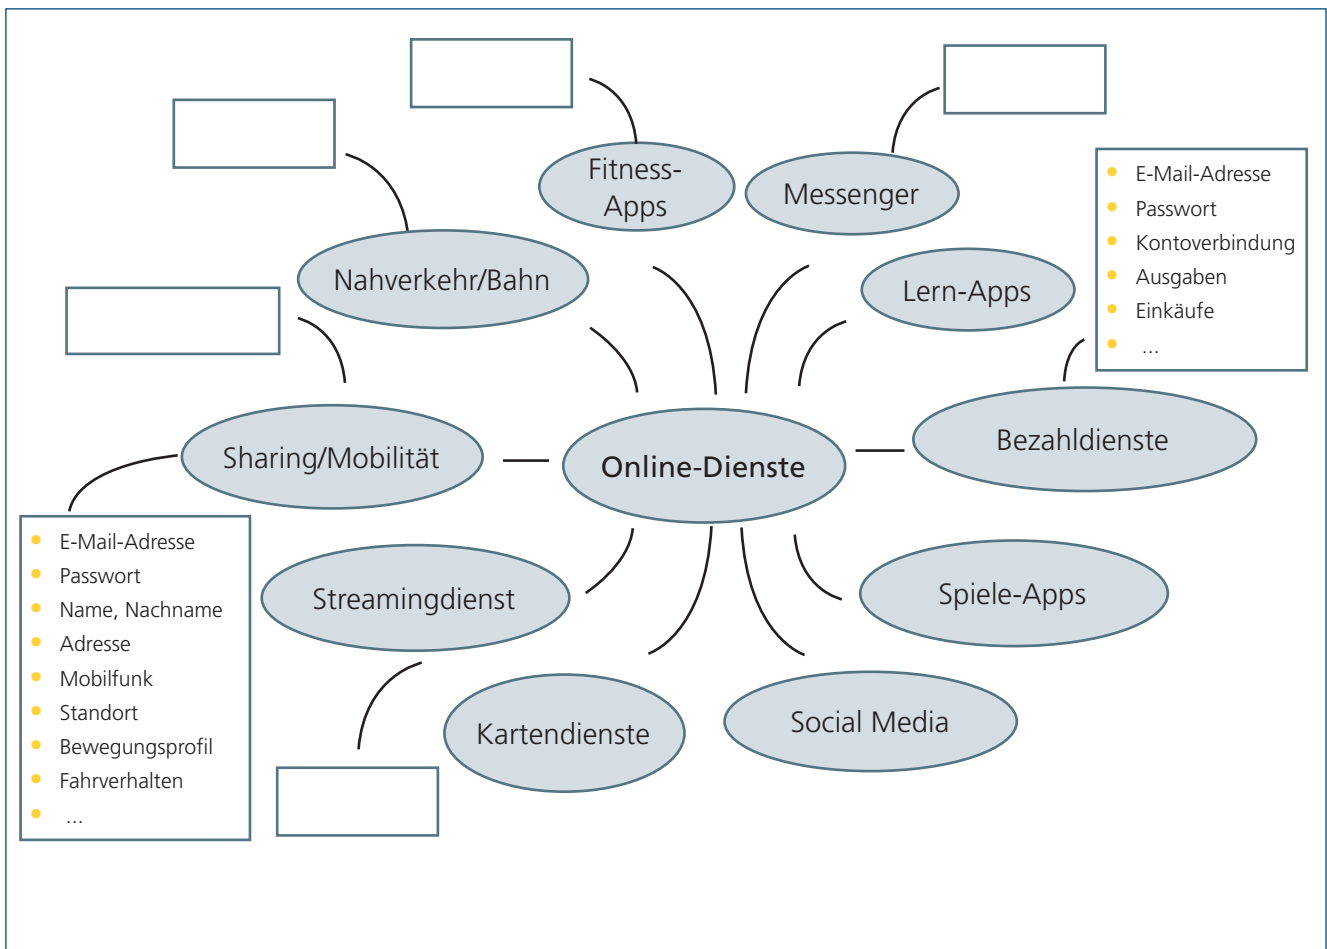 Fitness-
Apps
Messenger
E-Mail-Adresse
Passwort
Kontoverbindung
Ausgaben
Einkäufe
...
Nahverkehr/Bahn
Lern-Apps
Sharing/Mobilität
Online-Dienste
Bezahldienste
E-Mail-Adresse
Passwort
Name, Nachname
Adresse
Mobilfunk
Standort
Bewegungsprofil
Fahrverhalten
...
Streamingdienst
Spiele-Apps
Kartendienste
Social Media